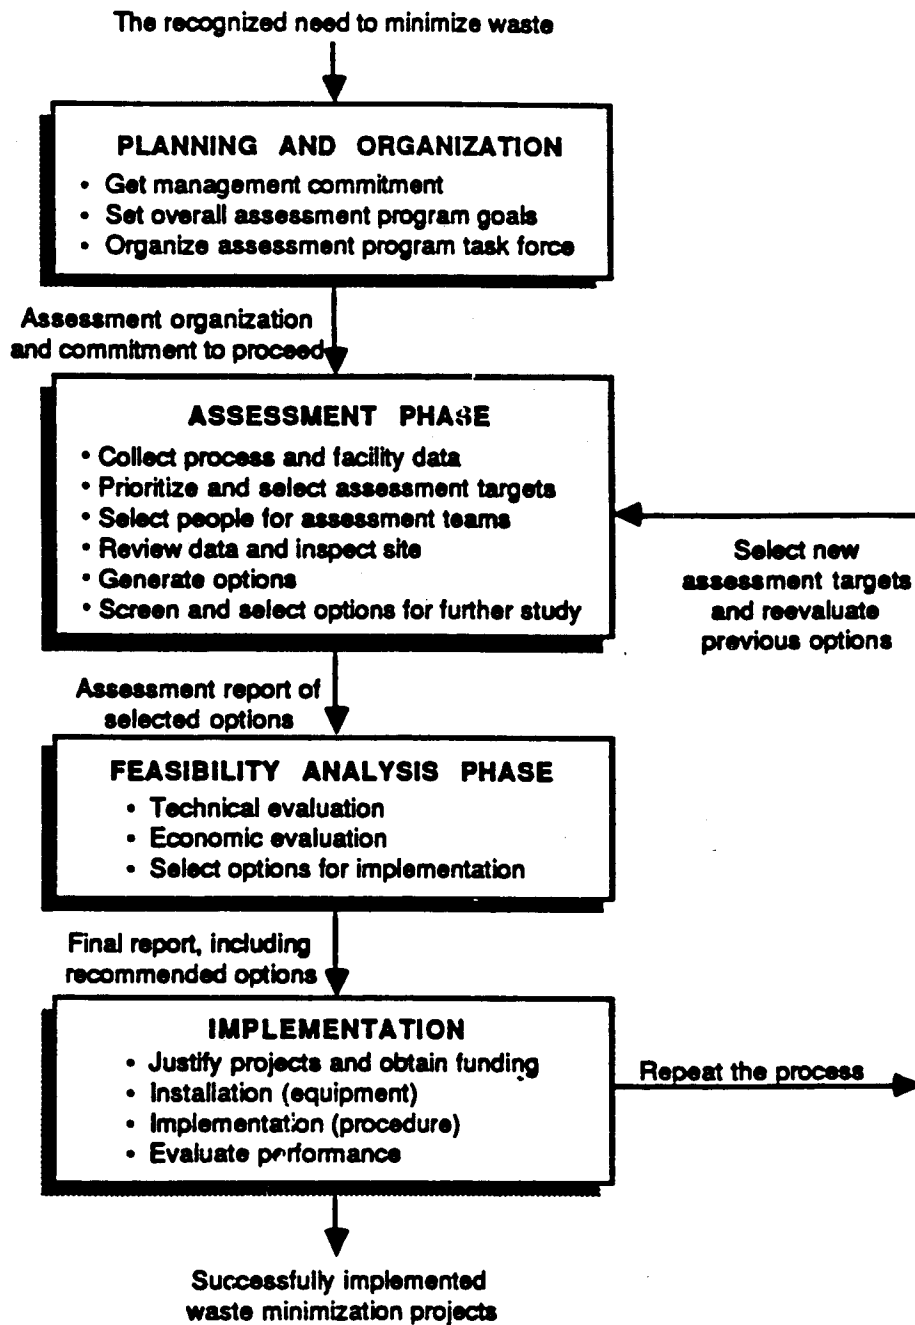 The recognized need to minimize waste
PLANNING AND ORGANIZATION
• Get management commitment
• Set overall assessment program goals
• Organize assessment program task force
Assessment organization
and commitment to proceed
ASSESSMENT PHASE
• Collect process and facility data
• Prioritize and select assessment targets
• Select people for assessment teams
• Review data and inspect site
• Generate options
• Screen and select options for further study
Select new
assessment targets
and reevaluate
previous options
Assessment report of
selected options
FEASIBILITY ANALYSIS PHASE
• Technical evaluation
• Economic evaluation
• Select options for implementation
Final report, including
recommended options
IMPLEMENTATION
• Justify projects and obtain funding
• Installation (equipment)
• Implementation (procedure)
• Evaluate performance
Repeat the process
Successfully implemented
waste minimization projects